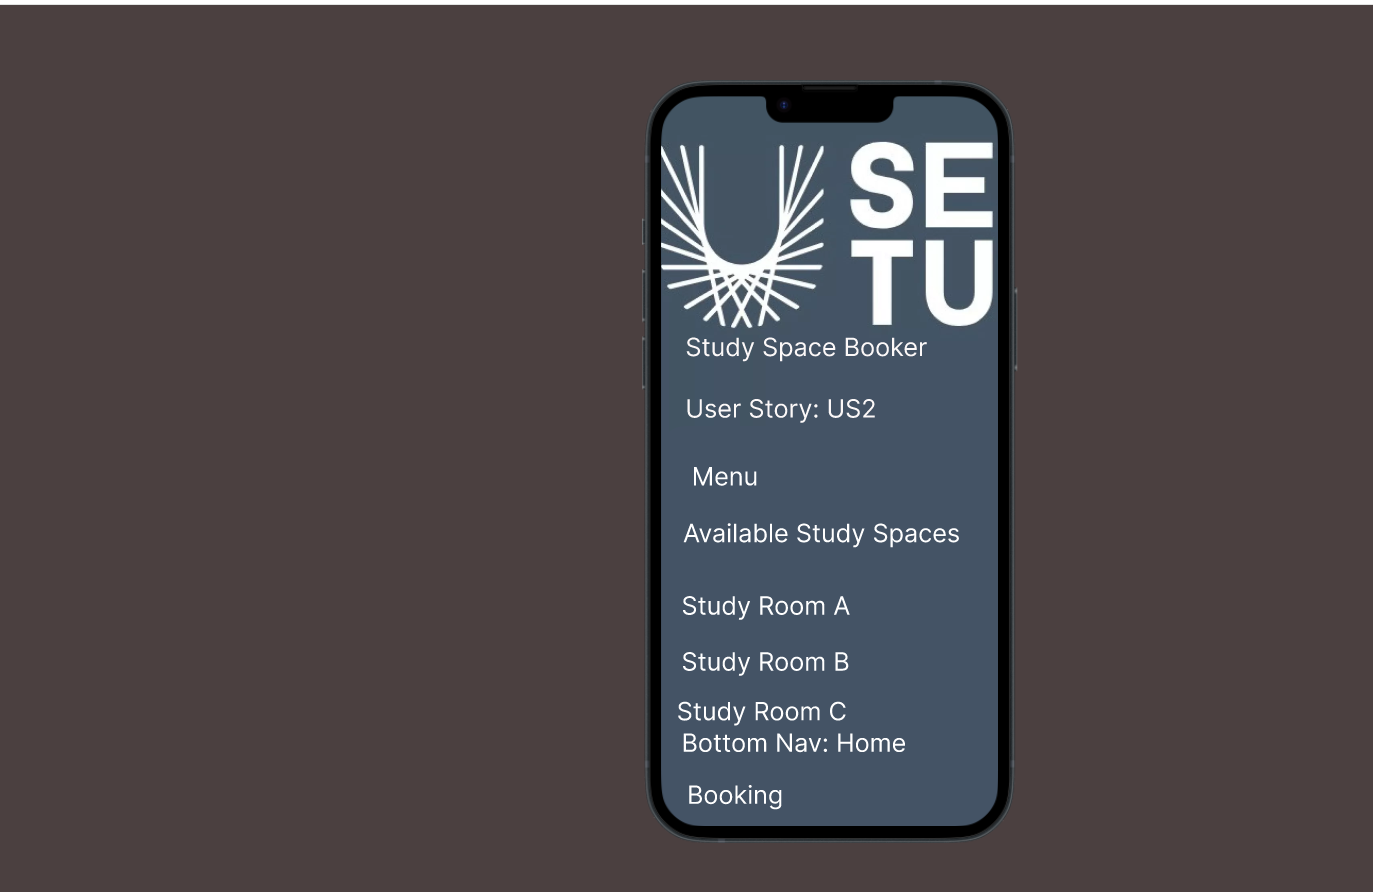 SE
TU
Study Space Booker
User Story: US2
Menu
Available Study Spaces
Study Room A
Study Room B
Study Room C
Bottom Nav: Home
Booking